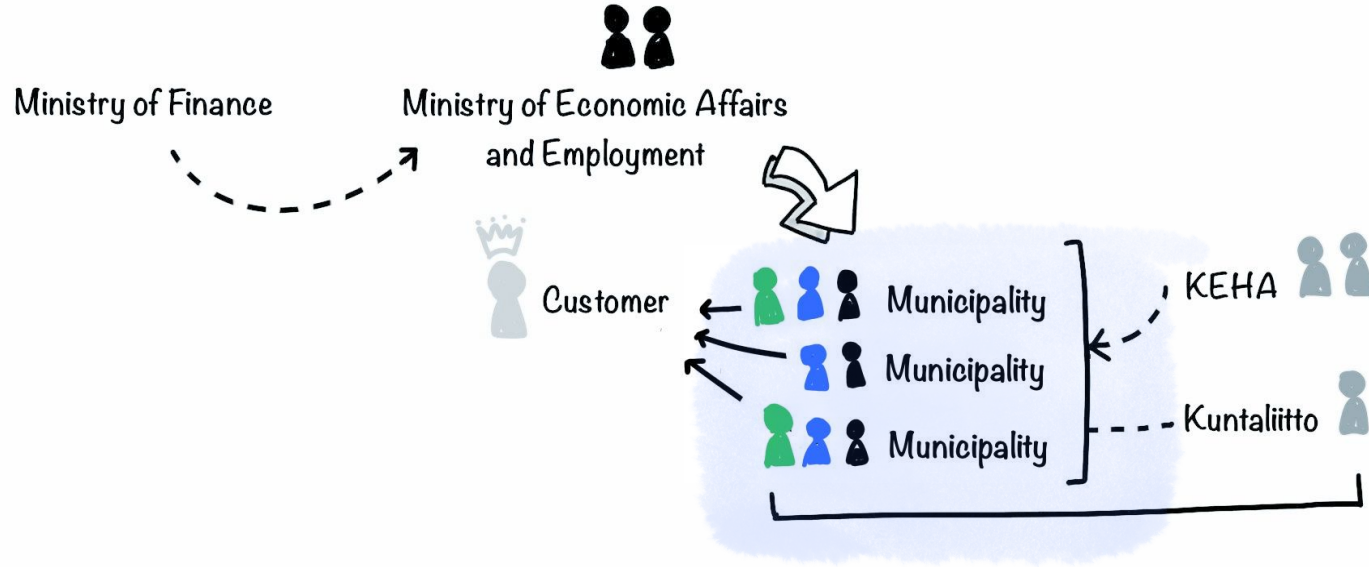 Ministry of Finance
Ministry of Economic Affairs
and Employment
Customer
Municipality
Municipality
Municipality
KEHA
Kuntaliitto